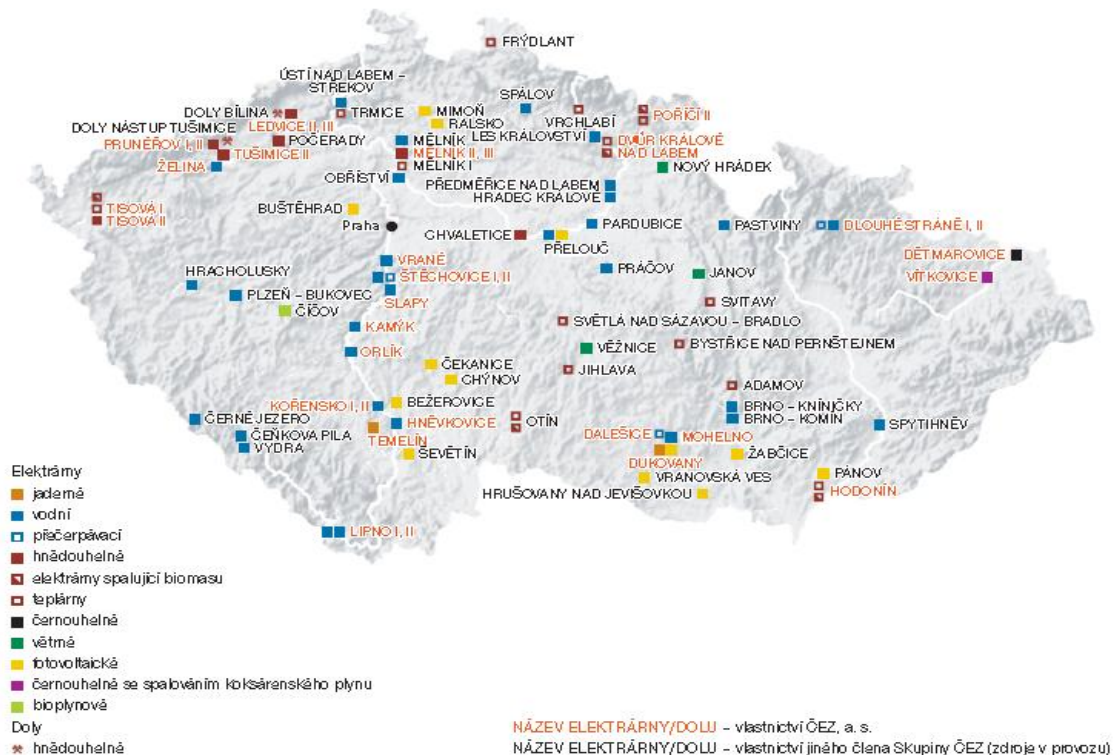 FRÝDLANT
ÚSTÍ NAD LABEM –
STŘEKOV
SPÁLOV
DOLY BÍLINA
TRMICE
MIMOŇ
VRCHLABÍ
POŘÍČÍ II
DOLY NÁSTUP TUŠIMICE
LEDVICE II, III
RALSKO
LES KRÁLOVSTVÍ
PRUNÉŘOV I, II
POČERADY
MĚLNÍK
DVŮR KRÁLOVÉ
TUŠIMICE II
MĚLNÍK II, III
NAD LABEM
ŽELINA
MĚLNÍK I
NOVÝ HRÁDEK
OBŘÍSTVÍ
PŘEDMĚŘICE NAD LABEM
HRADEC KRÁLOVÉ
TISOVÁ I
TISOVÁ II
BUŠTĚHRAD
Praha
CHVALETICE
PARDUBICE
PASTVINY
DLOUHÉ STRÁNĚ I, II
PŘELOUČ
DĚTMAROVICE
VRANÉ
HRACHOLUSKY
ŠTĚCHOVICE I, II
PRÁČOV
JANOV
VÍTKOVICE
PLZEŇ – BUKOVEC
SLAPY
ČÍČOV
SVITAVY
KAMÝK
SVĚTLÁ NAD SÁZAVOU – BRADLO
ORLÍK
VĚŽNICE
BYSTŘICE NAD PERNŠTEJNEM
ČEKANICE
CHÝNOV
JIHLAVA
ADAMOV
KOŘENSKO I, II
BEŽEROVICE
BRNO – KNÍNIČKY
ČERNÉ JEZERO
HNĚVKOVICE
OTÍN
BRNO – KOMÍN
SPYTIHNĚV
ČEŇKOVA PILA
TEMELÍN
DALEŠICE
MOHELNO
VYDRA
ŠEVĚTÍN
DUKOVANY
ŽABČICE
VRANOVSKÁ VES
PÁNOV
HRUŠOVANY NAD JEVIŠOVKOU
HODONÍN
LIPNO I, II
Elektrárny
jaderné
vodní
přečerpávací
hnědouhelné
elektrárny spalující biomasu
teplárny
černouhelné
větrné
fotovoltaické
černouhelné se spalováním koksárenského plynu
bioplynové
Doly
hnědouhelné
NÁZEV ELEKTRÁRNY/DOLU – vlastnictví ČEZ, a. s.
NÁZEV ELEKTRÁRNY/DOLU – vlastnictví jiného člena Skupiny ČEZ (zdroje v provozu)